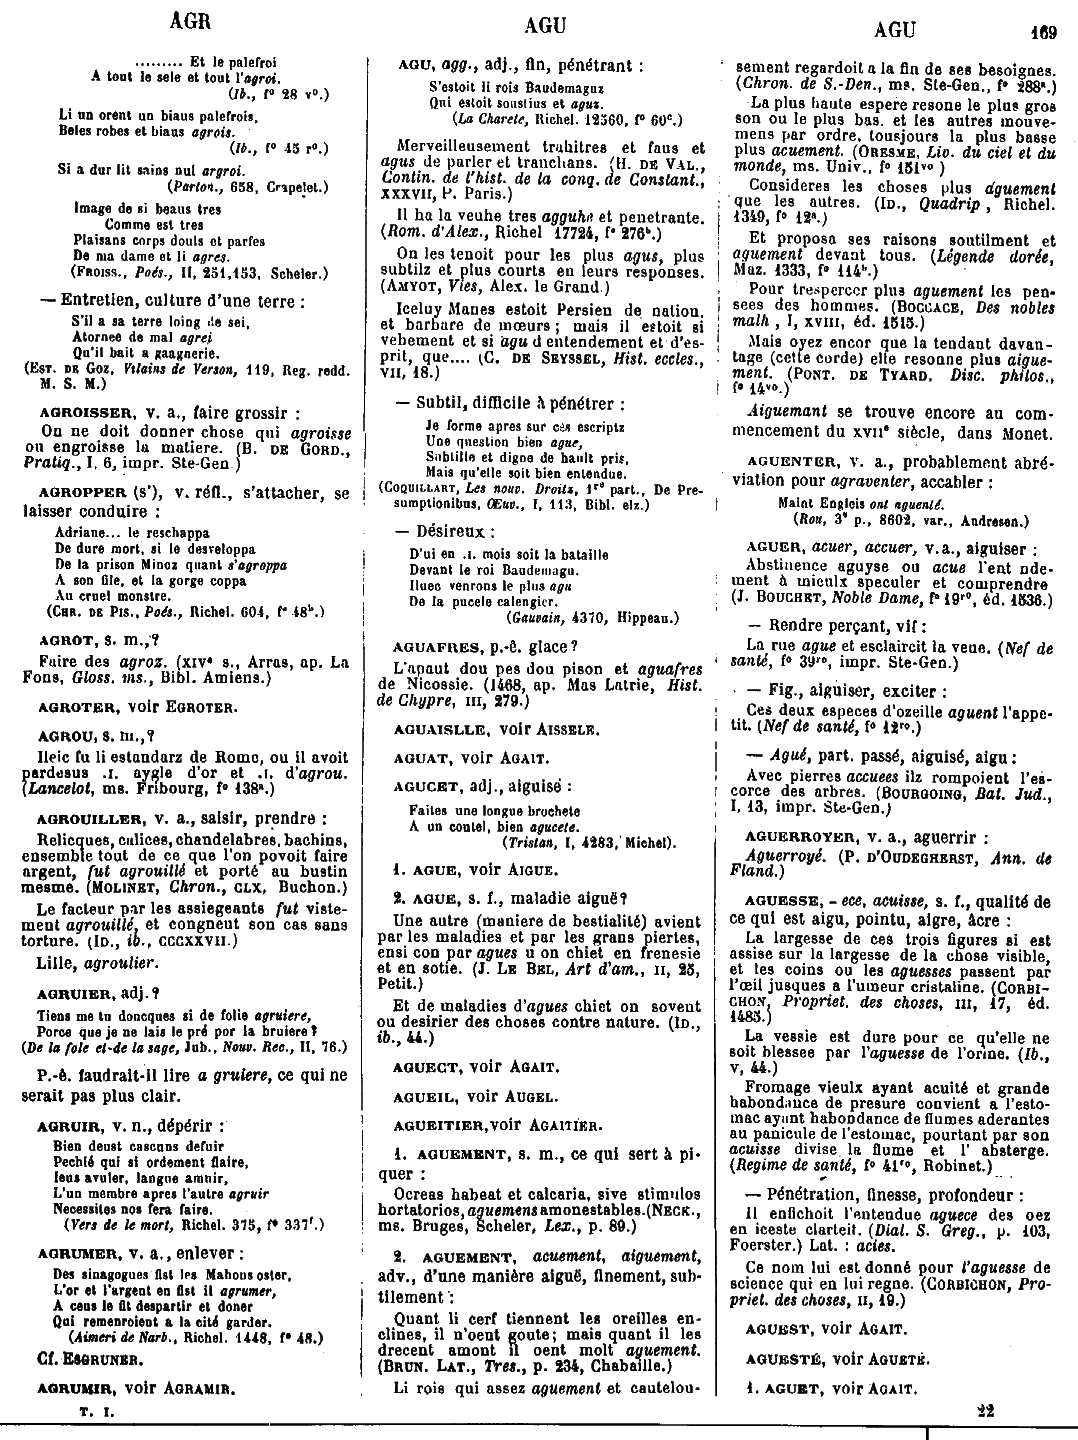 AGR
AGU
AGU
169
......... Et le palefroi
A tout le sele et tout l'agroi.
(Ib., f° 28 v°.)
Li un orent un biaus palefrois,
Beles robes et biaus agrois.
(Ib., f° 45 r°.)
Si a dur lit sains nul argroi.
(Parton., 658, Crapelet.)
Image de si beaus tres
Comme est tres
Plaisans corps douls et parfes
De ma dame et li agres.
(FROISS., Poés., II, 251,153, Scheler.)
— Entretien, culture d'une terre :
S'il a sa terre loing de sei,
Atornee de mal agrei
Qu'il bait a gaagnerie.
(EST. DE GOZ, Vilains de Verson, 119, Reg. redd.
M. S. M.)
AGROISSER, v. a., faire grossir :
On ne doit donner chose qui agroisse
ou engroisse la matiere. (B. DE GORD.,
Pratiq., I, 6, impr. Ste-Gen.)
AGROPPER (s'), v. réfl., s'attacher, se
laisser conduire :
Adriane... le reschappa
De dure mort, si le desveloppa
De la prison Minoz quant s'agroppa
A son file, et la gorge coppa
Au cruel monstre.
(CHR. DE PIS., Poés., Richel. 604, f° 48b.)
AGROT, s. m., ?
Faire des agroz. (XIVe s., Arras, ap. La
Fons, Gloss. ms., Bibl. Amiens.)
AGROTER, voir EGROTER.
AGROU, s. m., ?
Ileic fu li estandarz de Rome, ou il avoit
pardesus .I. aygle d'or et .I. d'agrou.
(Lancelot, ms. Fribourg, f° 138a.)
AGROUILLER, v. a., saisir, prendre :
Relicques, calices, chandelabres, bachins,
ensemble tout de ce que l'on povoit faire
argent, fut agrouillé et porté au bustin
mesme. (MOLINET, Chron., CLX, Buchon.)
Le facteur par les assiegeants fut viste-
ment agrouillé, et congneut son cas sans
torture. (ID., ib., CCCXXVII.)
Lille, agroulier.
AGRUIER, adj. ?
Tiens me tu doncques si de folie agruiere,
Porce que je ne lais le pré por la bruiere ?
(De la fole et de la sage, Jub., Nouv. Rec., II, 76.)
P.-ê. faudrait-il lire a gruiere, ce qui ne
serait pas plus clair.
AGRUIR, v. n., dépérir :
Bien deust cascuns defuir
Pechié qui si ordement flaire,
Ieus avuler, langue amuir,
L'un membre apres l'autre agruir
Necessites nos fera faire.
(Vers de le mort, Richel. 375, f° 337f.)
AGRUMER, v. a., enlever :
Des sinagogues fist les Mahons oster,
L'or et l'argent en fist il agrumer,
A ceus le fit despartir et doner
Qui remenroient a la cité garder.
(Aimeri de Narb., Richel. 1448, f° 48.)
Cf. ESGRUNER.
AGRUMIR, voir AGRAMIR.
T. I.
AGU, agg., adj., fin, pénétrant :
S'estoit li rois Baudemaguz
Qui estoit soustius et aguz.
(La Charete, Richel. 12560, f° 60c.)
Merveilleusement trahitres et faus et
agus de parler et tranchans. (H. DE VAL.,
Contin. de l'hist. de la conq. de Constant.,
XXXVII, P. Paris.)
Il ha la veuhe tres agguhe et penetrante.
(Rom. d'Alex., Richel 17724, f° 276b.)
On les tenoit pour les plus agus, plus
subtilz et plus courts en leurs responses.
(AMYOT, Vies, Alex. le Grand.)
Iceluy Manes estoit Persien de nation,
et barbare de mœurs ; mais il estoit si
vehement et si agu d entendement et d'es-
prit, que.... (C. DE SEYSSEL, Hist. eccles.,
VII, 18.)
— Subtil, difficile à pénétrer :
Je forme apres sur ces escriptz
Une question bien ague,
Subtille et digne de hault pris,
Mais qu'elle soit bien entendue.
(COQUILLART, Les nouv. Droitz, 1re part., De Pre-
sumptionibus, Œuv., I, 113, Bibl. elz.)
— Désireux :
D'ui en .I. mois soit la bataille
Devant le roi Baudemagu.
Iluec venrons le plus agu
De la pucele calengier.
(Gauvain, 4370, Hippeau.)
AGUAFRES, p.-ê. glace ?
L'apaut dou pes dou pison et aguafres
de Nicossie. (1468, ap. Mas Latrie, Hist.
de Chypre, III, 279.)
AGUAISLLE, voir AISSELE.
AGUAT, voir AGAIT.
AGUCET, adj., aiguisé :
Faites une longue brochete
A un coutel, bien agucete.
(Tristan, I, 4283, Michel).
1. AGUE, voir AIGUE.
2. AGUE, s. f., maladie aiguë ?
Une autre (maniere de bestialité) avient
par les maladies et par les grans piertes,
ensi con par agues u on chiet en frenesie
et en sotie. (J. LE BEL, Art d'am., II, 25,
Petit.)
Et de maladies d'agues chiet on sovent
ou desirier des choses contre nature. (ID.,
ib., 44.)
AGUECT, voir AGAIT.
AGUEIL, voir AUGEL.
AGUEITIER, voir AGAITIER.
1. AGUEMENT, s. m., ce qui sert à pi-
quer :
Ocreas habeat et calcaria, sive stimulos
hortatorios, aguemens amonestables. (NECK.,
ms. Bruges, Scheler, Lex., p. 89.)
2. AGUEMENT, acuement, aiguement,
adv., d'une manière aiguë, finement, sub-
tilement :
Quant li cerf tiennent les oreilles en-
clines, il n'oent goute ; mais quant il les
drecent amont il oent molt aguement.
(BRUN. LAT., Tres., p. 234, Chabaille.)
Li rois qui assez aguement et cautelou-
sement regardoit a la fin de ses besoignes.
(Chron. de S.-Den., ms. Ste-Gen., f° 288a.)
La plus haute espere resone le plus gros
son ou le plus bas. et les autres mouve-
mens par ordre, tousjours la plus basse
plus acuement. (ORESME, Liv. du ciel et du
monde, ms. Univ., f° 151vo )
Consideres les choses plus aguement
que les autres. (ID., Quadrip , Richel.
1349, f° 12a.)
Et proposa ses raisons soutilment et
aguement devant tous. (Légende dorée,
Maz. 1333, f° 114b.)
Pour trespercer plus aguement les pen-
sees des hommes. (BOCCACE, Des nobles
malh , I, XVIII, éd. 1515.)
Mais oyez encor que la tendant davan-
tage (cette corde) elle resonne plus aigue-
ment. (PONT. DE TYARD, Disc. philos.,
f° 14vo.)
Aiguemant se trouve encore au com-
mencement du XVIIe siècle, dans Monet.
AGUENTER, v. a., probablement abré-
viation pour agraventer, accabler :
Maint Engleis ont aguenté.
(Rou, 3e p., 8602, var., Andresen.)
AGUER, acuer, accuer, v. a., aiguiser :
Abstinence aguyse ou acue l'ent nde-
ment à mieulx speculer et comprendre
(J. BOUCHET, Noble Dame, f° 19ro, éd. 1536.)
— Rendre perçant, vif :
La rue ague et esclaircit la veue. (Nef de
santé, f° 39ro, impr. Ste-Gen.)
— Fig., aiguiser, exciter :
Ces deux especes d'ozeille aguent l'appe-
tit. (Nef de santé, f° 12ro.)
— Agué, part. passé, aiguisé, aigu :
Avec pierres accuees ilz rompoient l'es-
corce des arbres. (BOURGOING, Bat. Jud.,
I, 13, impr. Ste-Gen.)
AGUERROYER, v. a., aguerrir :
Aguerroyé. (P. D'OUDEGHERST, Ann. de
Fland.)
AGUESSE, - ece, acuisse, s. f., qualité de
ce qui est aigu, pointu, aigre, âcre :
La largesse de ces trois figures si est
assise sur la largesse de la chose visible,
et les coins ou les aguesses passent par
l'œil jusques a l'umeur cristaline. (CORBI-
CHON, Propriet. des choses, III, 17, éd.
1485.)
La vessie est dure pour ce qu'elle ne
soit blessee par l'aguesse de l'orine. (Ib.,
V, 44.)
Fromage vieulx ayant acuité et grande
habondance de presure convient a l'esto-
mac ayant habondance de flumes aderantes
au panicule de l'estomac, pourtant par son
acuisse divise la flume et l' absterge.
(Regime de santé, f° 41ro, Robinet.)
— Pénétration, finesse, profondeur :
Il enfichoit l'entendue aguece des oez
en iceste clarteit. (Dial. S. Greg., p. 103,
Foerster.) Lat. : acies.
Ce nom lui est donné pour l'aguesse de
science qui en lui regne. (CORBICHON, Pro-
priet. des choses, II, 19.)
AGUEST, voir AGAIT.
AGUESTÉ, voir AGUETÉ.
1. AGUET, voir AGAIT.
22